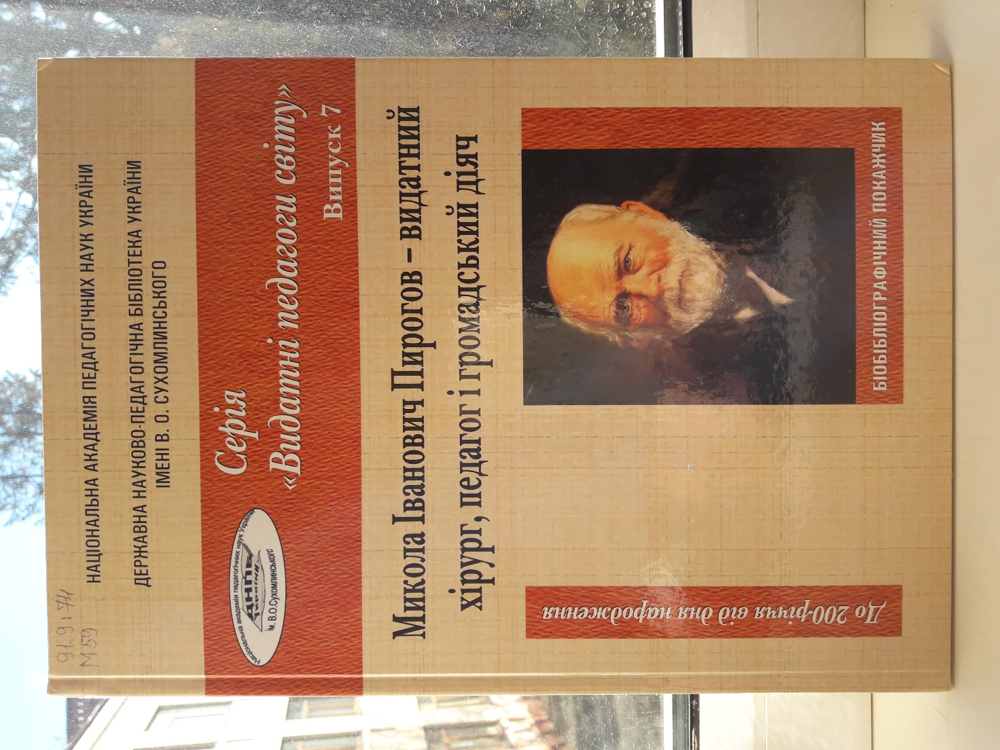 91.9:74
М59
НАЦІОНАЛЬНА АКАДЕМІЯ ПЕДАГОГІЧНИХ НАУК УКРАЇНИ
ДЕРЖАВНА НАУКОВО-ПЕДАГОГІЧНА БІБЛІОТЕКА УКРАЇНИ
ІМЕНІ В. О. СУХОМЛИНСЬКОГО
Національна академія педагогічних наук України
ДНПБ
України
ім. В.О.Сухомлинського
Серія
«Видатні педагоги світу»
Випуск 7
Микола Іванович Пирогов – видатний
хірург, педагог і громадський діяч
До 200-річчя від дня народження
БІОБІБЛІОГРАФІЧНИЙ ПОКАЖЧИК